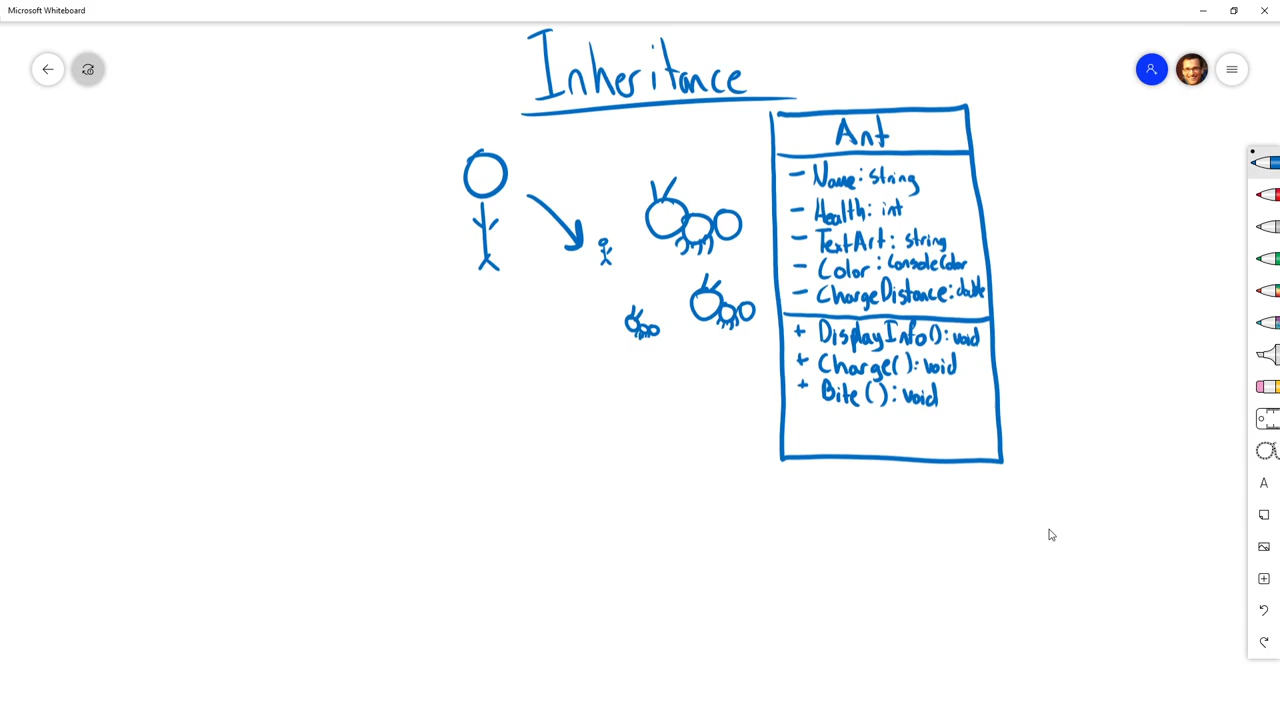 Microsoft Whiteboard
Inheritance
Ant
- Name: string
- Health: int
- TextArt: string
- Color: ConsoleColor
- ChargeDistance: double
+ DisplayInfo(): void
+ Charge(): void
+ Bite(): void
A